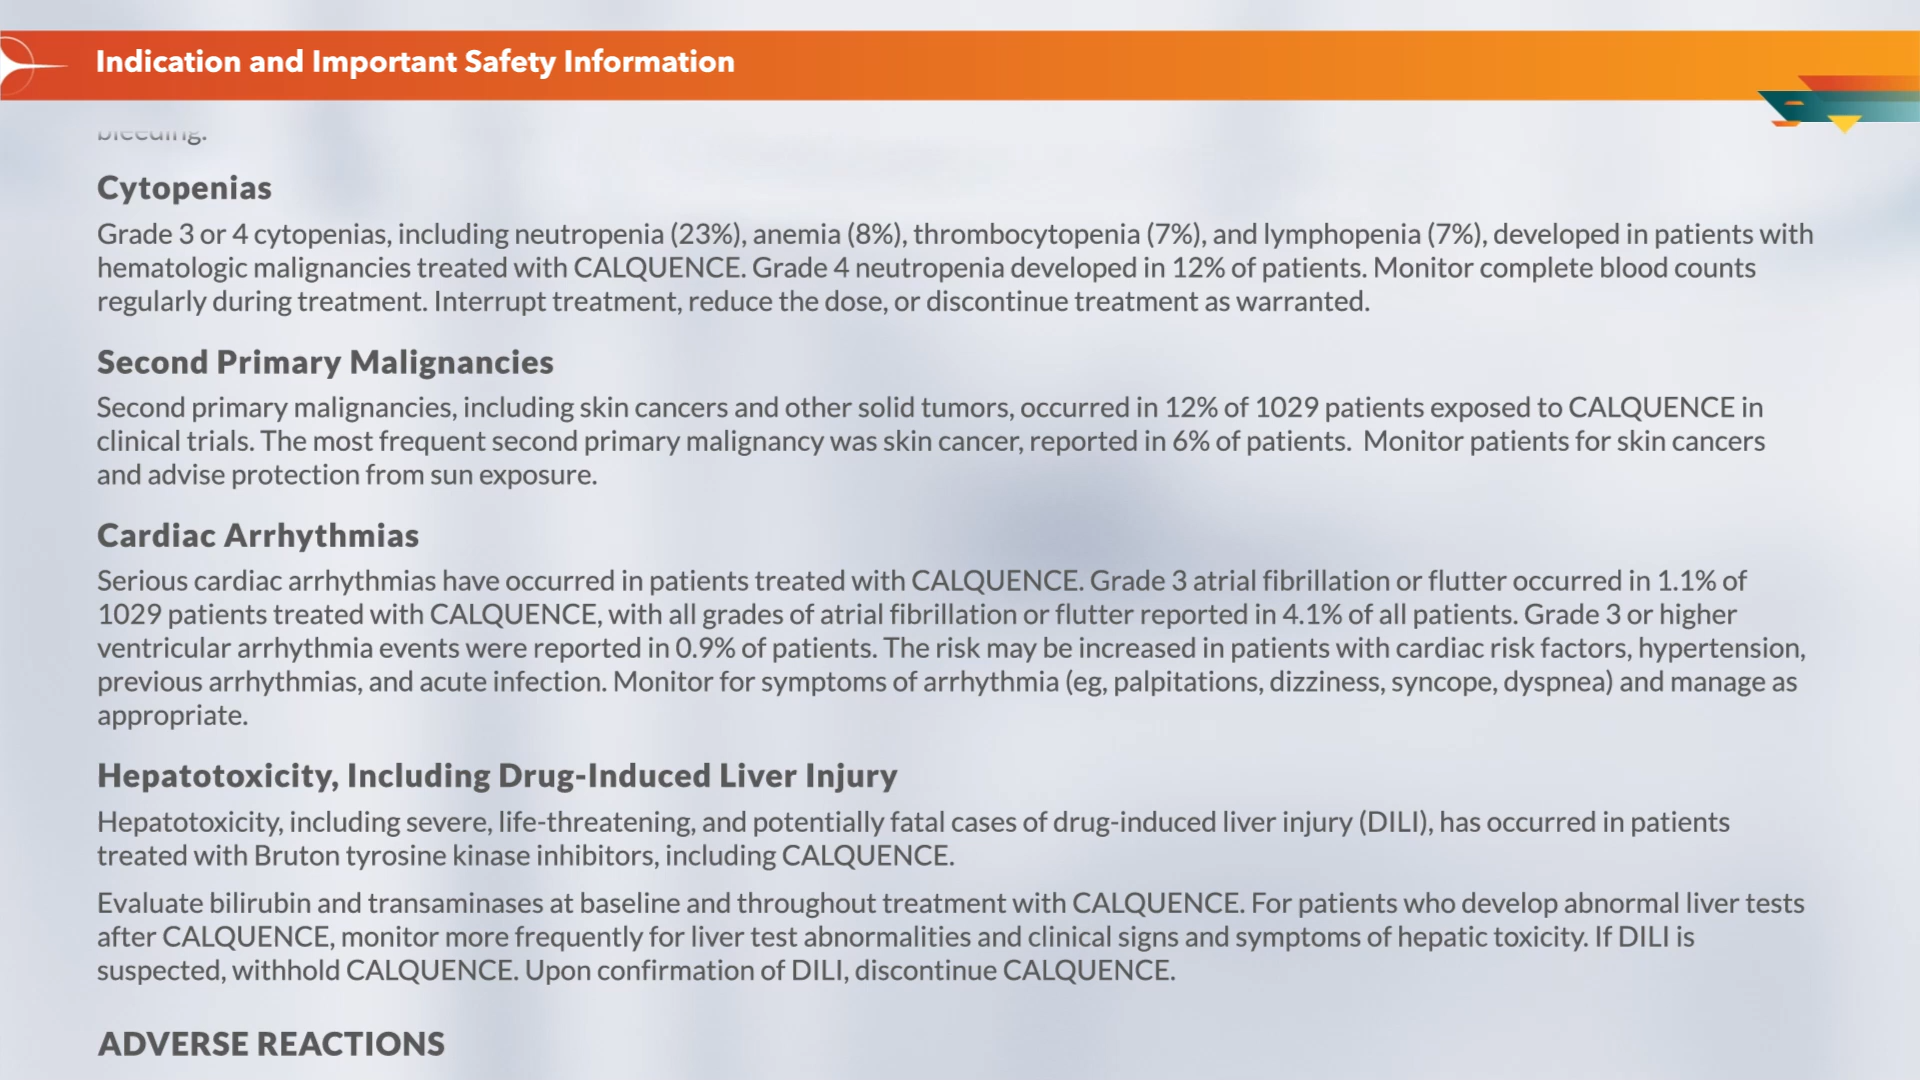 Indication and Important Safety Information
bleeding.
Cytopenias
Grade 3 or 4 cytopenias, including neutropenia (23%), anemia (8%), thrombocytopenia (7%), and lymphopenia (7%), developed in patients with
hematologic malignancies treated with CALQUENCE. Grade 4 neutropenia developed in 12% of patients. Monitor complete blood counts
regularly during treatment. Interrupt treatment, reduce the dose, or discontinue treatment as warranted.
Second Primary Malignancies
Second primary malignancies, including skin cancers and other solid tumors, occurred in 12% of 1029 patients exposed to CALQUENCE in
clinical trials. The most frequent second primary malignancy was skin cancer, reported in 6% of patients.  Monitor patients for skin cancers
and advise protection from sun exposure.
Cardiac Arrhythmias
Serious cardiac arrhythmias have occurred in patients treated with CALQUENCE. Grade 3 atrial fibrillation or flutter occurred in 1.1% of
1029 patients treated with CALQUENCE, with all grades of atrial fibrillation or flutter reported in 4.1% of all patients. Grade 3 or higher
ventricular arrhythmia events were reported in 0.9% of patients. The risk may be increased in patients with cardiac risk factors, hypertension,
previous arrhythmias, and acute infection. Monitor for symptoms of arrhythmia (eg, palpitations, dizziness, syncope, dyspnea) and manage as
appropriate.
Hepatotoxicity, Including Drug-Induced Liver Injury
Hepatotoxicity, including severe, life-threatening, and potentially fatal cases of drug-induced liver injury (DILI), has occurred in patients
treated with Bruton tyrosine kinase inhibitors, including CALQUENCE.
Evaluate bilirubin and transaminases at baseline and throughout treatment with CALQUENCE. For patients who develop abnormal liver tests
after CALQUENCE, monitor more frequently for liver test abnormalities and clinical signs and symptoms of hepatic toxicity. If DILI is
suspected, withhold CALQUENCE. Upon confirmation of DILI, discontinue CALQUENCE.
ADVERSE REACTIONS